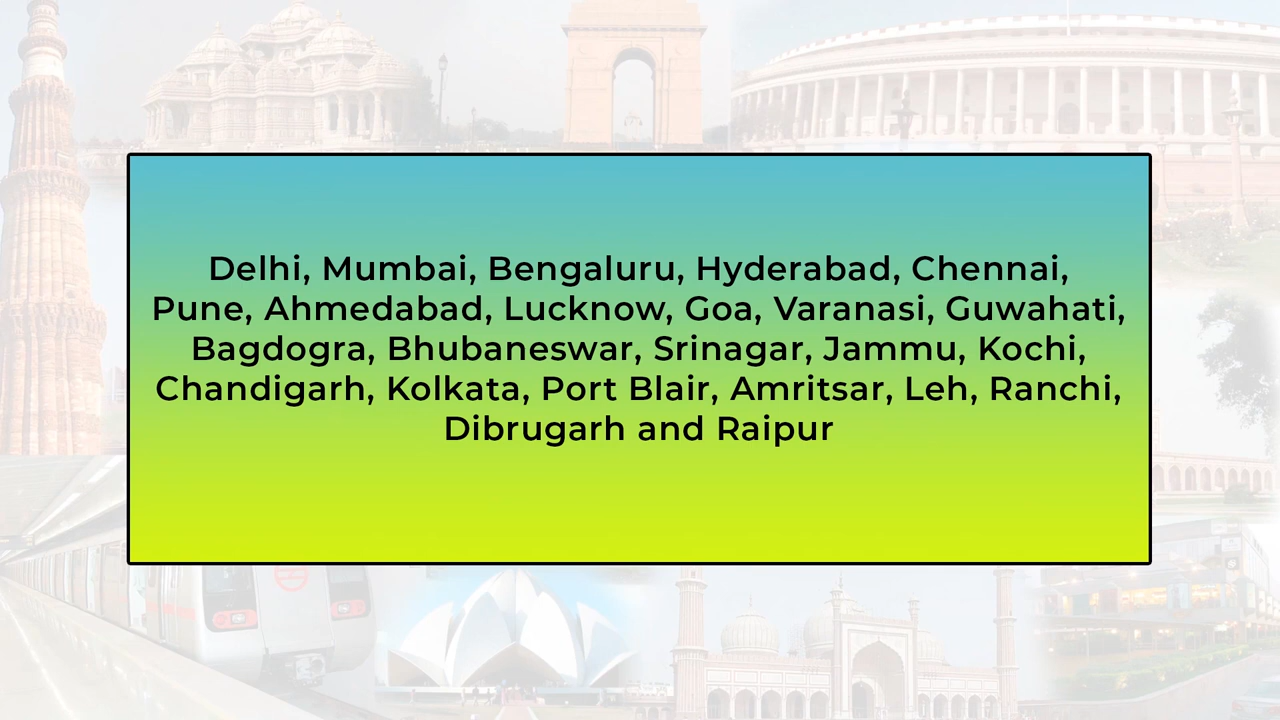 Delhi, Mumbai, Bengaluru, Hyderabad, Chennai,
Pune, Ahmedabad, Lucknow, Goa, Varanasi, Guwahati,
Bagdogra, Bhubaneswar, Srinagar, Jammu, Kochi,
Chandigarh, Kolkata, Port Blair, Amritsar, Leh, Ranchi,
Dibrugarh and Raipur